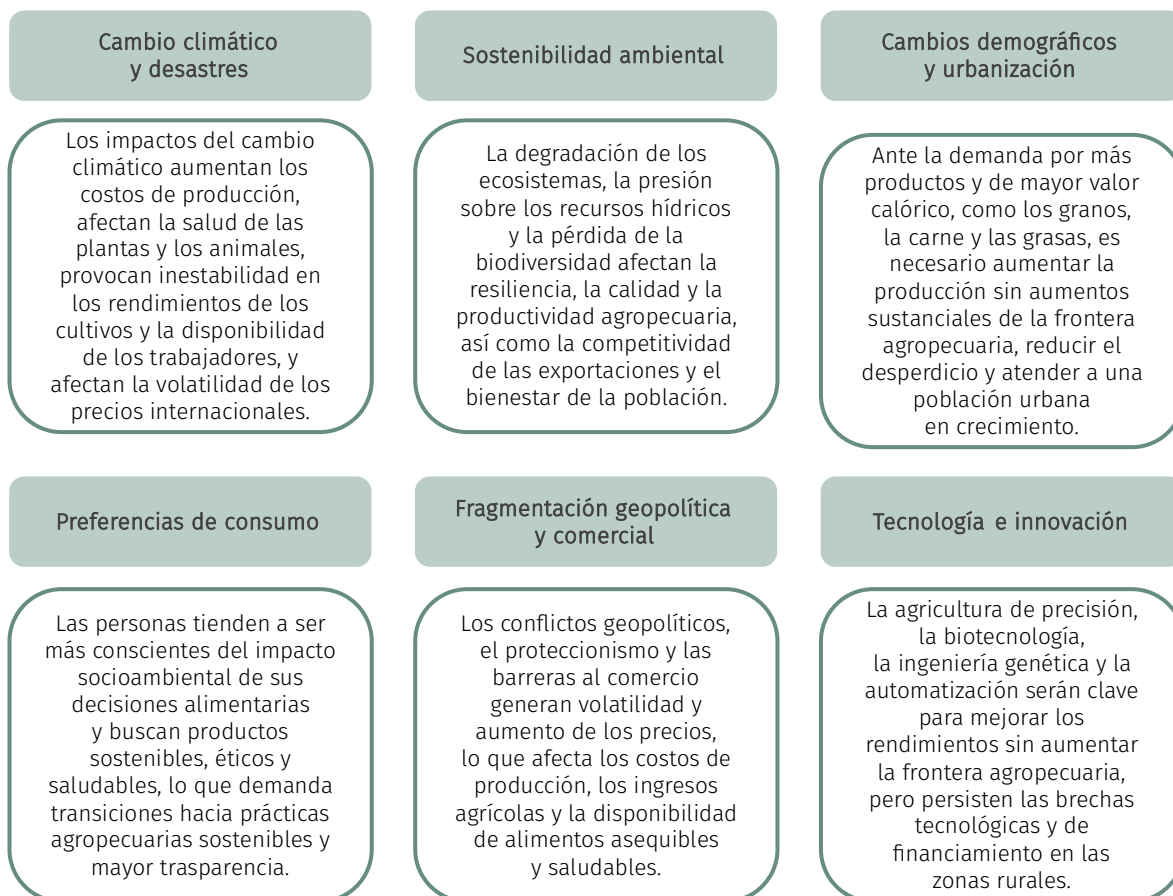 Cambio climático
y desastres
Los impactos del cambio
climático aumentan los
costos de producción,
afectan la salud de las
plantas y los animales,
provocan inestabilidad en
los rendimientos de los
cultivos y la disponibilidad
de los trabajadores, y
afectan la volatilidad de los
precios internacionales.
Sostenibilidad ambiental
La degradación de los
ecosistemas, la presión
sobre los recursos hídricos
y la pérdida de la
biodiversidad afectan la
resiliencia, la calidad y la
productividad agropecuaria,
así como la competitividad
de las exportaciones y el
bienestar de la población.
Cambios demográficos
y urbanización
Ante la demanda por más
productos y de mayor valor
calórico, como los granos,
la carne y las grasas, es
necesario aumentar la
producción sin aumentos
sustanciales de la frontera
agropecuaria, reducir el
desperdicio y atender a una
población urbana
en crecimiento.
Preferencias de consumo
Las personas tienden a ser
más conscientes del impacto
socioambiental de sus
decisiones alimentarias
y buscan productos
sostenibles, éticos y
saludables, lo que demanda
transiciones hacia prácticas
agropecuarias sostenibles y
mayor trasparencia.
Fragmentación geopolítica
y comercial
Los conflictos geopolíticos,
el proteccionismo y las
barreras al comercio
generan volatilidad y
aumento de los precios,
lo que afecta los costos de
producción, los ingresos
agrícolas y la disponibilidad
de alimentos asequibles
y saludables.
Tecnología e innovación
La agricultura de precisión,
la biotecnología,
la ingeniería genética y la
automatización serán clave
para mejorar los
rendimientos sin aumentar
la frontera agropecuaria,
pero persisten las brechas
tecnológicas y de
financiamiento en las
zonas rurales.